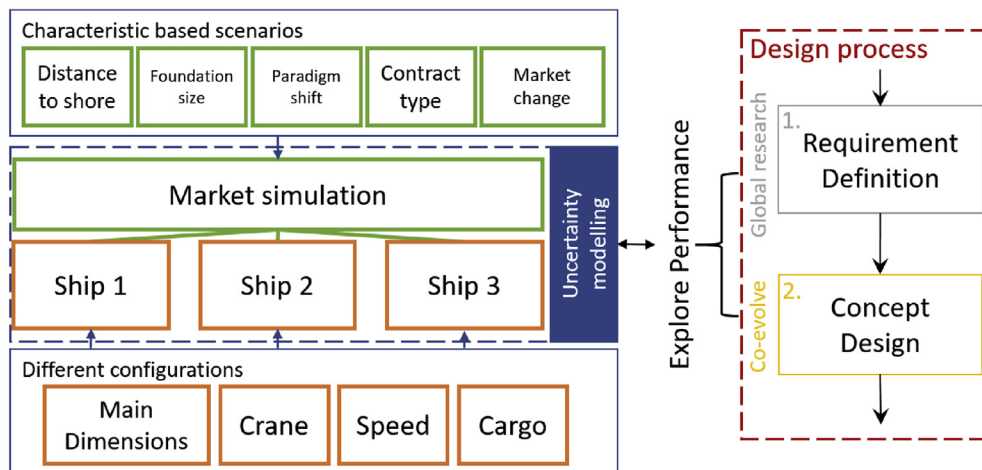 Characteristic based scenarios
Distance
to shore
Foundation
size
Paradigm
shift
Contract
type
Market
change
Market simulation
Ship 1
Ship 2
Ship 3
Uncertainty
modelling
Different configurations
Main
Dimensions
Crane
Speed
Cargo
Explore Performance
Design process
Global research
1.
Requirement
Definition
Co-evolve
2.
Concept
Design